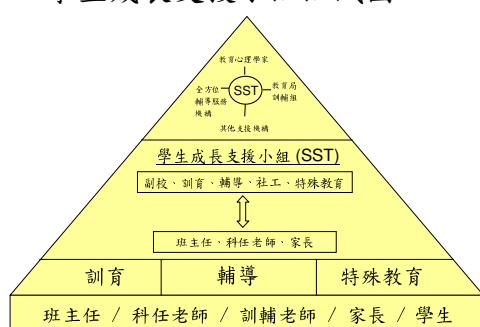 教育心理學家
全方位
輔導服務
機構
SST
教育局
訓輔組
其他支援機構
學生成長支援小組 (SST)
副校、訓育、輔導、社工、特殊教育
班主任、科任老師、家長
訓育
輔導
特殊教育
班主任 / 科任老師 / 訓輔老師 / 家長 / 學生